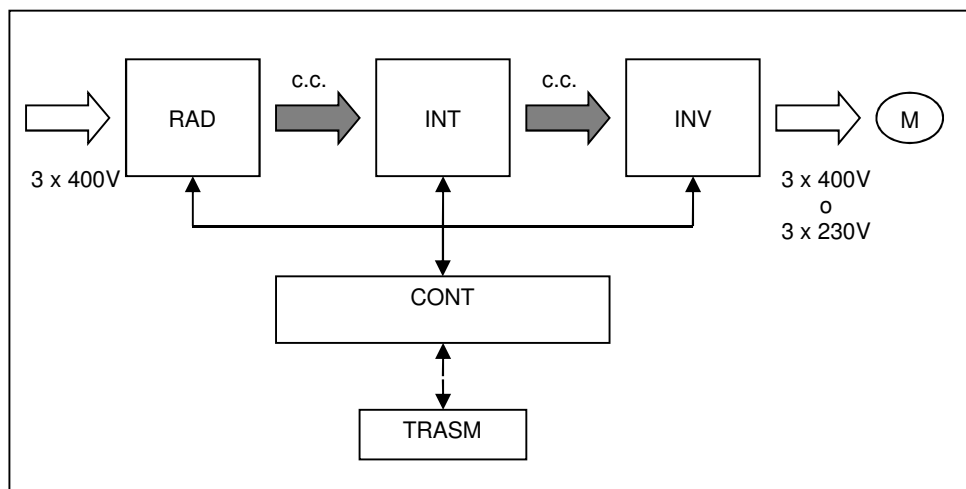 c.c.
c.c.
RAD
INT
INV
M
3 x 400V
3 x 400V
o
3 x 230V
CONT
TRASM